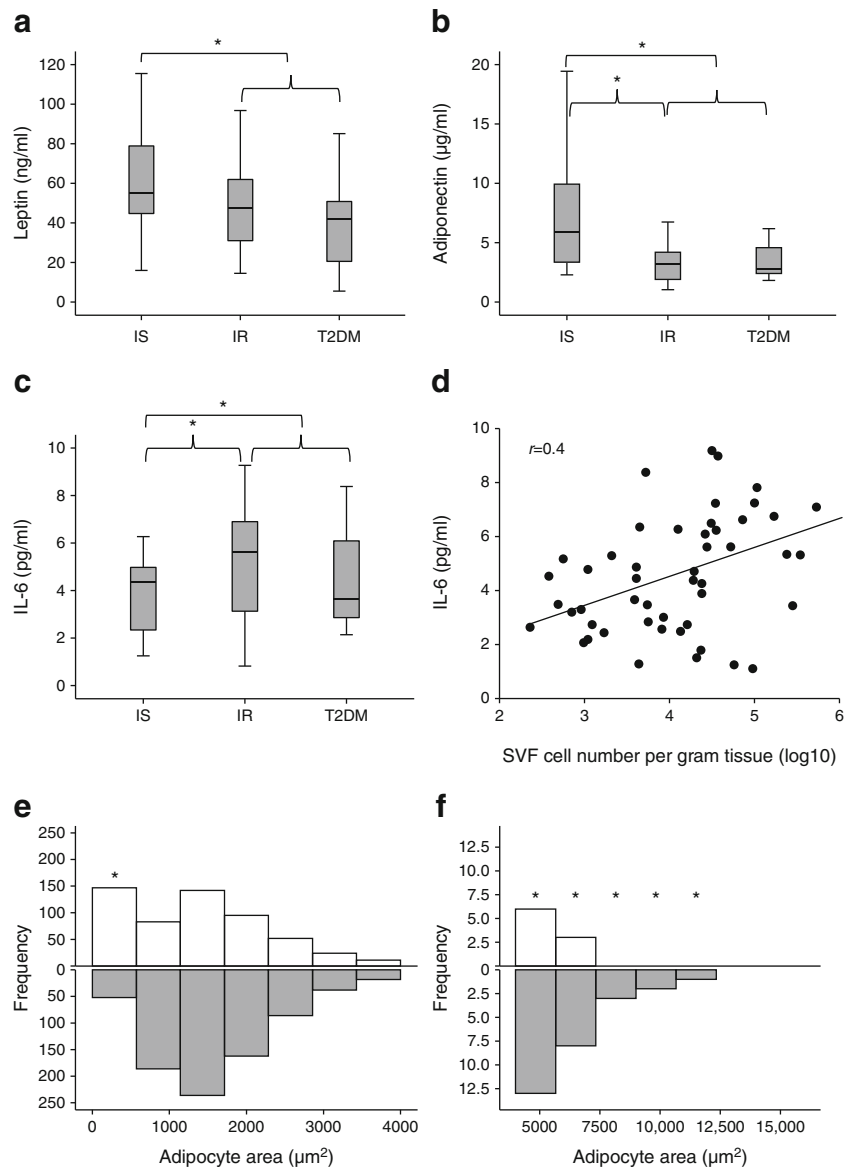 a
*
120
100
80
60
40
20
0
Leptin (ng/ml)
IS IR T2DM
b
*
*
20
15
10
5
0
Adiponectin (µg/ml)
IS IR T2DM
c
*
*
10
8
6
4
2
0
IL-6 (pg/ml)
IS IR T2DM
d
r=0.4
10
8
6
4
2
0
IL-6 (pg/ml)
2 3 4 5 6
SVF cell number per gram tissue (log10)
e
*
250
200
150
100
50
0
50
100
150
200
250
Frequency
0 1000 2000 3000 4000
Adipocyte area (µm²)
f
* * * * *
12.5
10.0
7.5
5.0
2.5
0
2.5
5.0
7.5
10.0
12.5
Frequency
5000 7500 10,000 12,500 15,000
Adipocyte area (µm²)